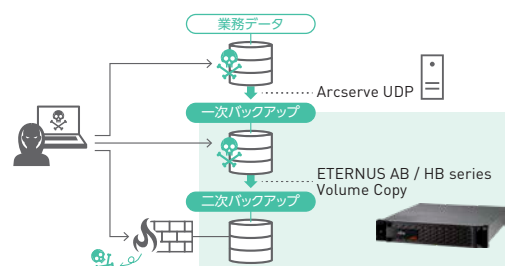 業務データ
Arcserve UDP
一次バックアップ
ETERNUS AB / HB series
Volume Copy
二次バックアップ